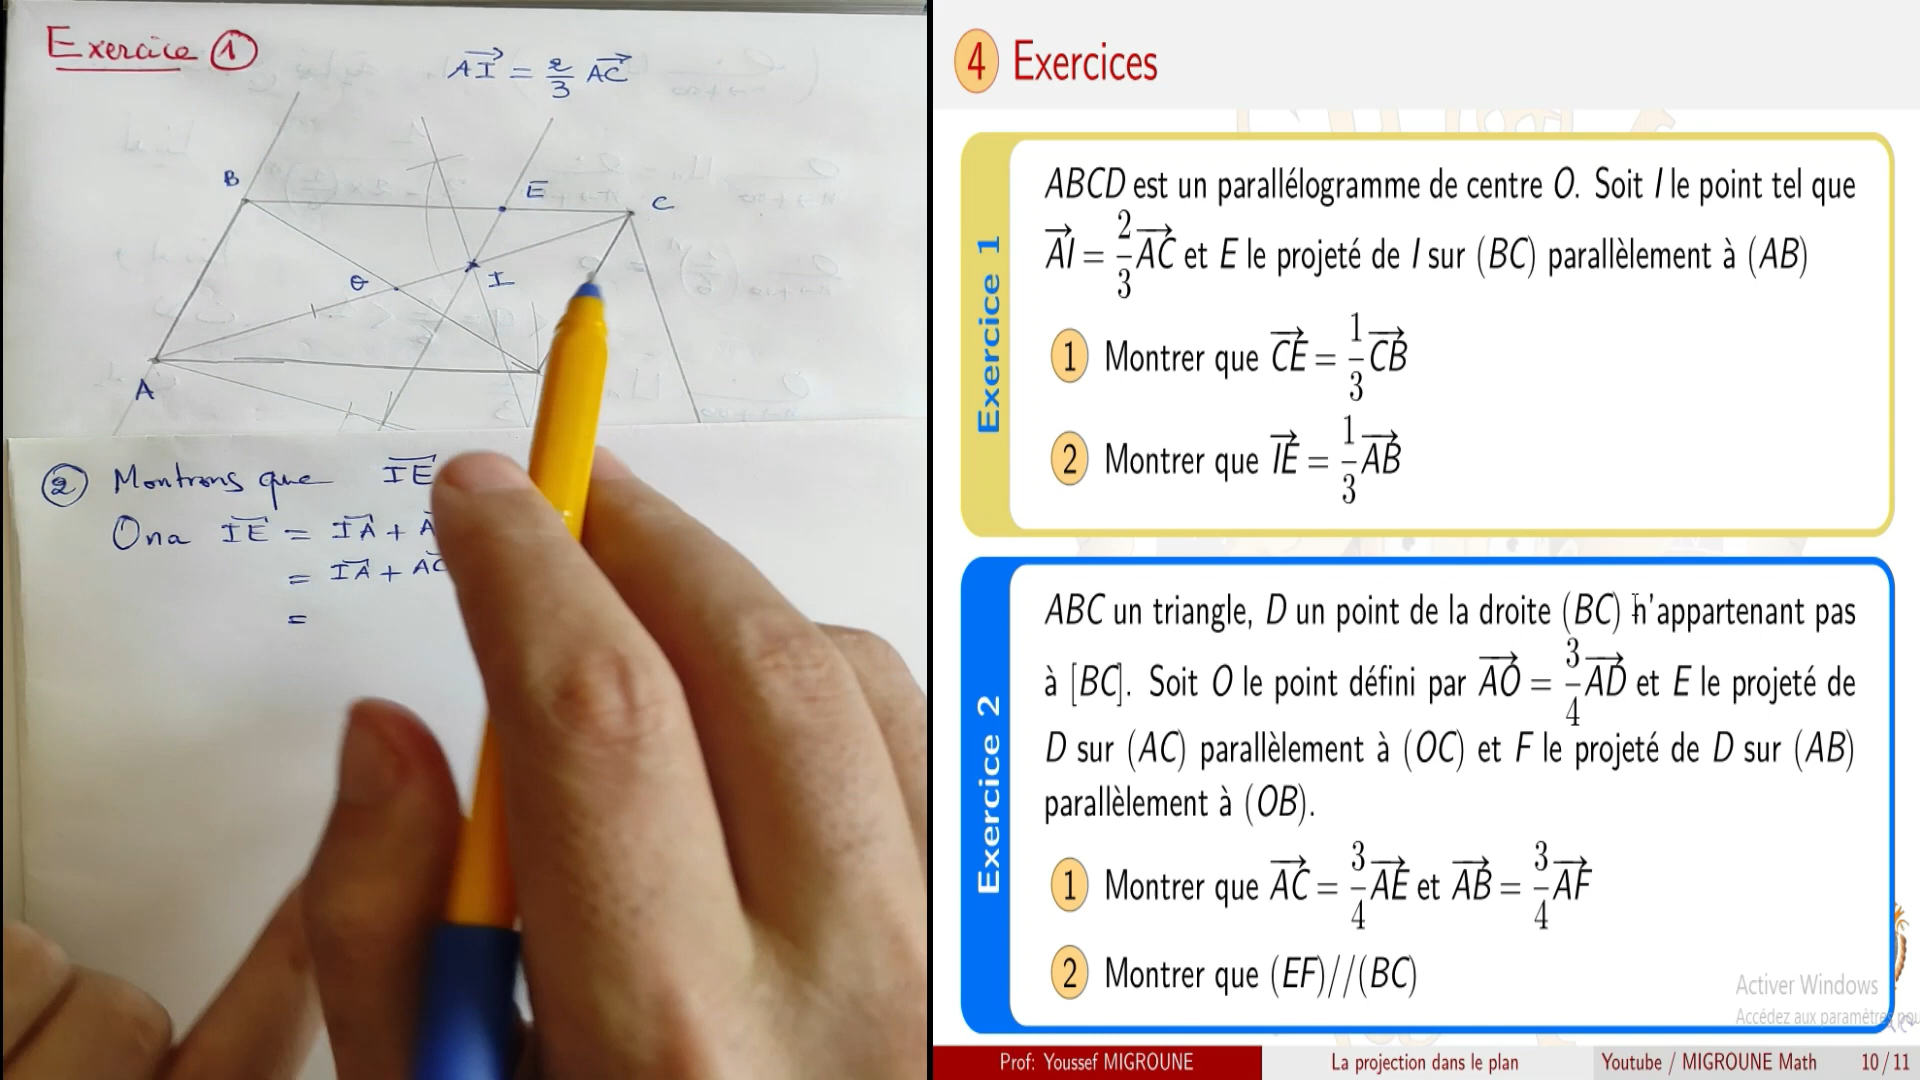 Exercice 1
AI = 2/3 AC
B
E
C
O
I
A
2 Montrons que IE
On a IE = IA + A
= IA + AC
=
4 Exercices
Exercice 1
ABCD est un parallélogramme de centre O. Soit I le point tel que
AI = 2/3 AC et E le projeté de I sur (BC) parallèlement à (AB)
1 Montrer que CE = 1/3 CB
2 Montrer que IE = 1/3 AB
Exercice 2
ABC un triangle, D un point de la droite (BC) n'appartenant pas
à [BC]. Soit O le point défini par AO = 3/4 AD et E le projeté de
D sur (AC) parallèlement à (OC) et F le projeté de D sur (AB)
parallèlement à (OB).
1 Montrer que AC = 3/4 AE et AB = 3/4 AF
2 Montrer que (EF)//(BC)
Activer Windows
Accédez aux paramètres pou
Prof: Youssef MIGROUNE
La projection dans le plan
Youtube / MIGROUNE Math
10 / 11